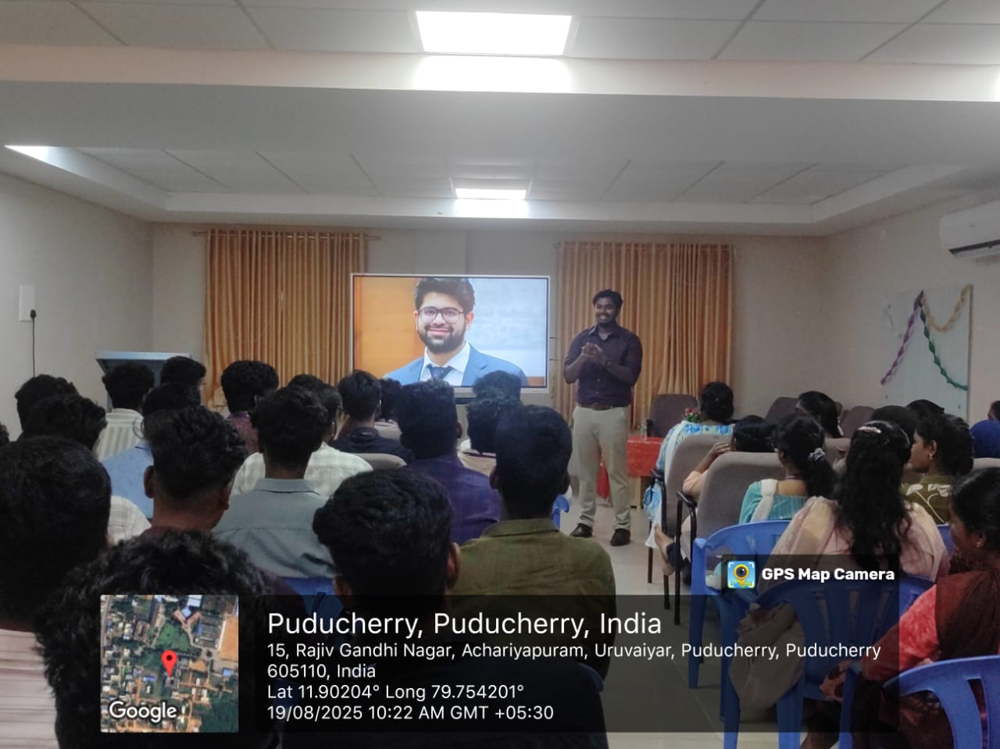 GPS Map Camera
Puducherry, Puducherry, India
15, Rajiv Gandhi Nagar, Achariyapuram, Uruvaiyar, Puducherry, Puducherry
605110, India
Lat 11.90204° Long 79.754201°
19/08/2025 10:22 AM GMT +05:30
Google